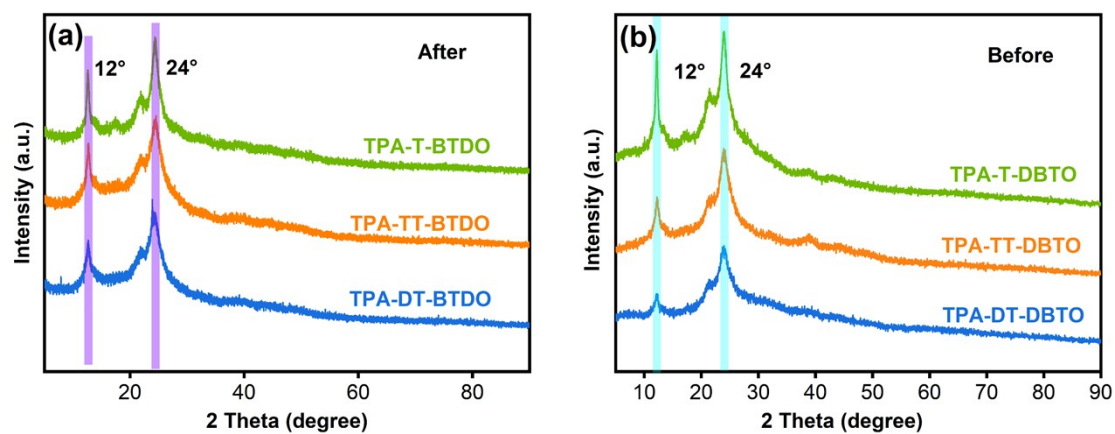 (a)
After
12°
24°
TPA-T-BTDO
TPA-TT-BTDO
TPA-DT-BTDO
Intensity (a.u.)
20
40
60
80
2 Theta (degree)
(b)
Before
12°
24°
TPA-T-DBTO
TPA-TT-DBTO
TPA-DT-DBTO
Intensity (a.u.)
10 20 30 40 50 60 70 80 90
2 Theta (degree)